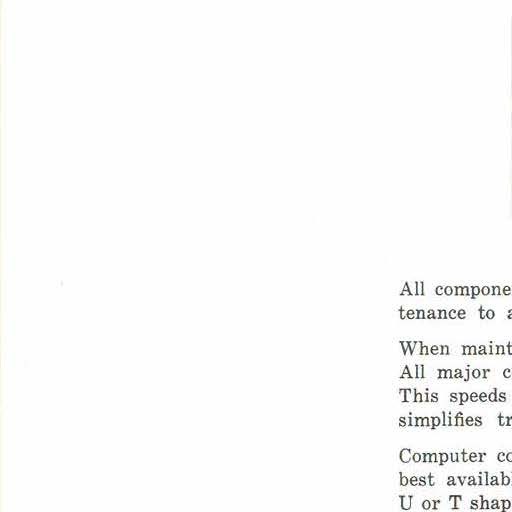 All compone
tenance to a
When maint
All major c
This speeds
simplifies tr
Computer co
best availab
U or T shap